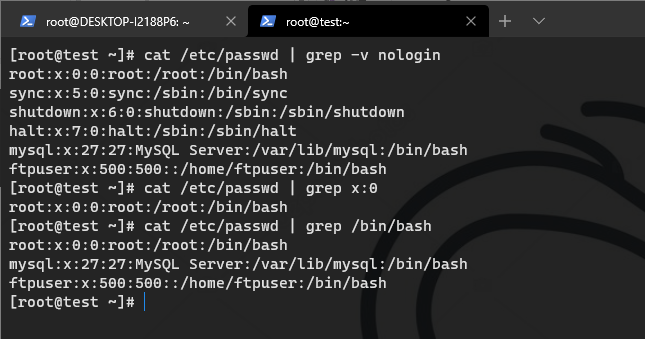 root@DESKTOP-I2188P6: ~
root@test:~
[root@test ~]# cat /etc/passwd | grep -v nologin
root:x:0:0:root:/root:/bin/bash
sync:x:5:0:sync:/sbin:/bin/sync
shutdown:x:6:0:shutdown:/sbin:/sbin/shutdown
halt:x:7:0:halt:/sbin:/sbin/halt
mysql:x:27:27:MySQL Server:/var/lib/mysql:/bin/bash
ftpuser:x:500:500::/home/ftpuser:/bin/bash
[root@test ~]# cat /etc/passwd | grep x:0
root:x:0:0:root:/root:/bin/bash
[root@test ~]# cat /etc/passwd | grep /bin/bash
root:x:0:0:root:/root:/bin/bash
mysql:x:27:27:MySQL Server:/var/lib/mysql:/bin/bash
ftpuser:x:500:500::/home/ftpuser:/bin/bash
[root@test ~]#